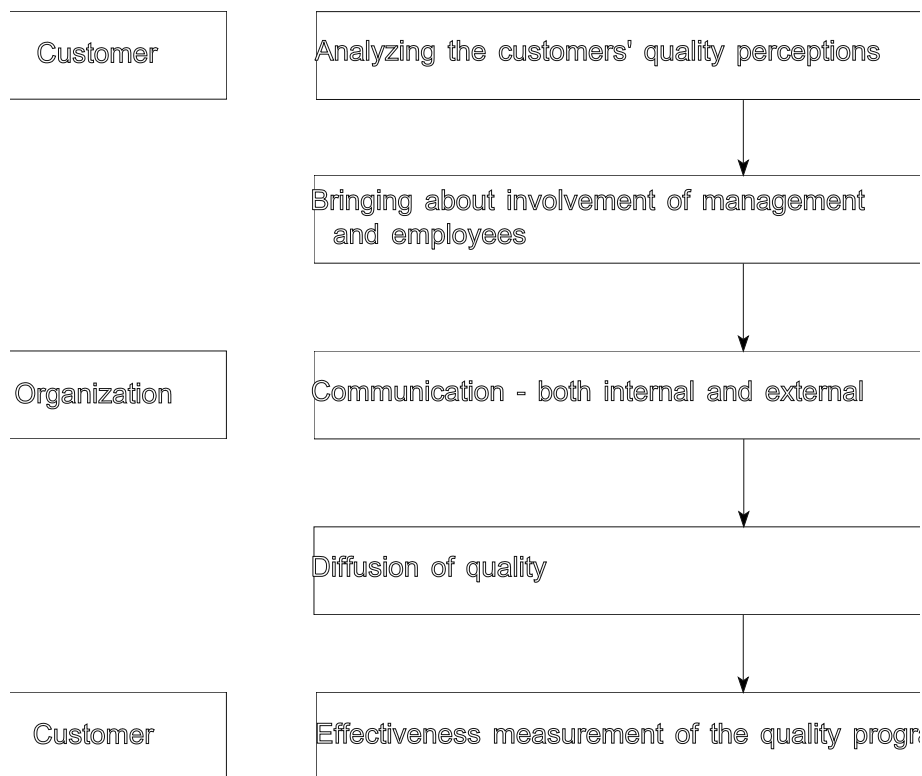 Customer
Analyzing the customers' quality perceptions
Bringing about involvement of management
and employees
Organization
Communication - both internal and external
Diffusion of quality
Customer
Effectiveness measurement of the quality